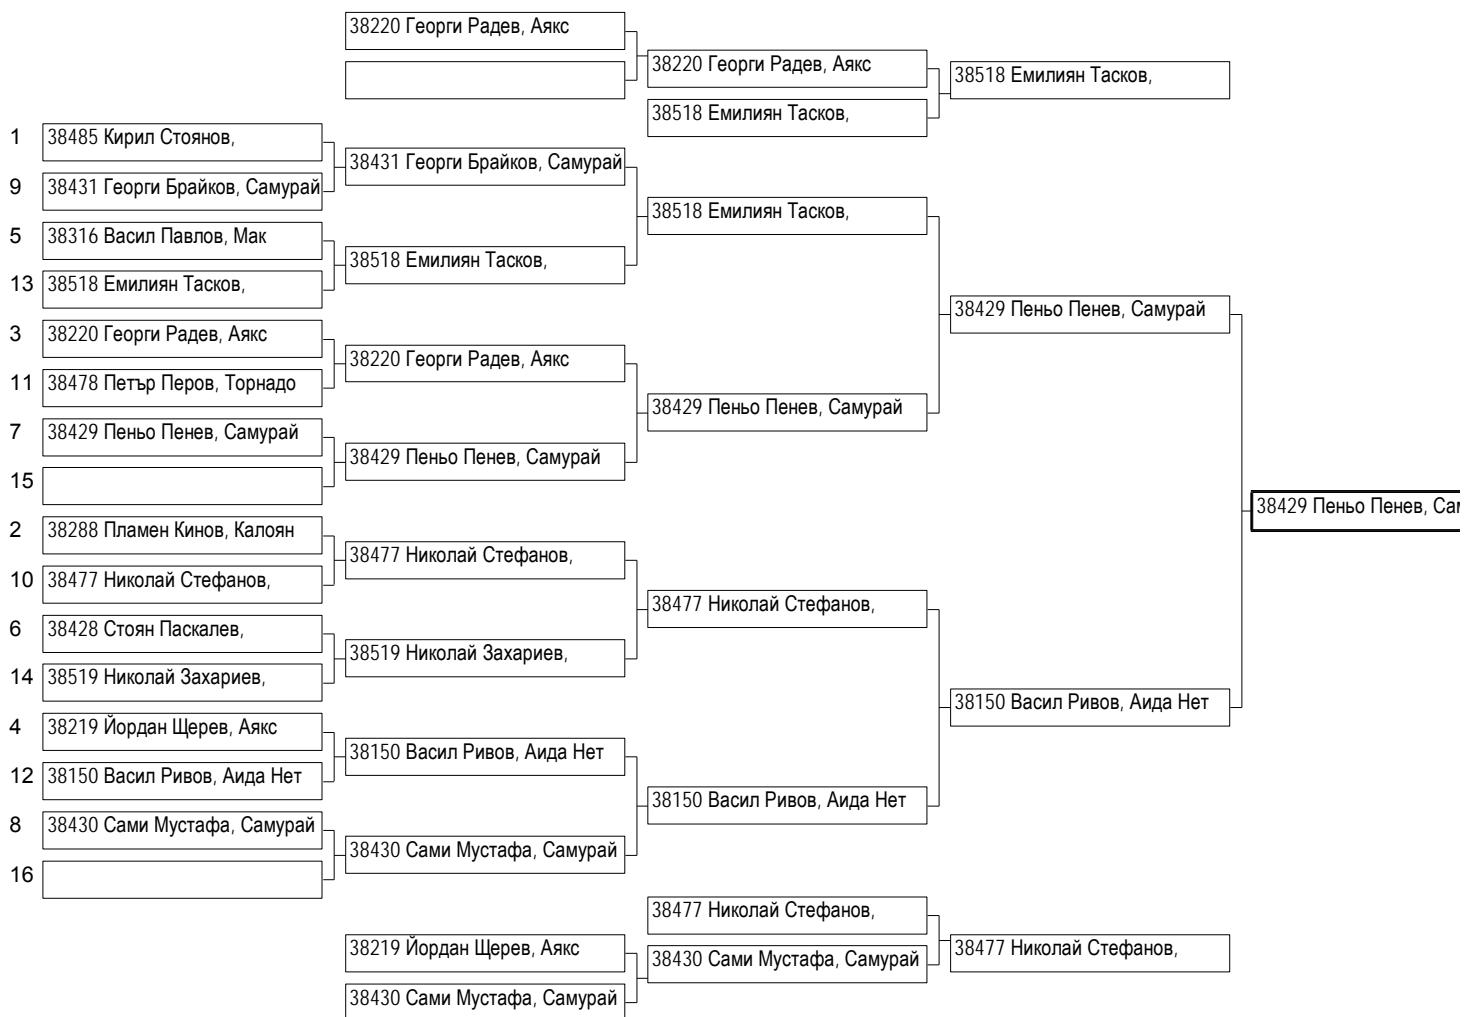 38220 Георги Радев, Аякс
38220 Георги Радев, Аякс
38518 Емилиян Тасков,
38518 Емилиян Тасков,
1 38485 Кирил Стоянов,
38431 Георги Брайков, Самурай
9 38431 Георги Брайков, Самурай
38518 Емилиян Тасков,
5 38316 Васил Павлов, Мак
38518 Емилиян Тасков,
13 38518 Емилиян Тасков,
38429 Пеньо Пенев, Самурай
3 38220 Георги Радев, Аякс
38220 Георги Радев, Аякс
11 38478 Петър Перов, Торнадо
38429 Пеньо Пенев, Самурай
7 38429 Пеньо Пенев, Самурай
38429 Пеньо Пенев, Самурай
15
38429 Пеньо Пенев, Сам
2 38288 Пламен Кинов, Калоян
38477 Николай Стефанов,
10 38477 Николай Стефанов,
38477 Николай Стефанов,
6 38428 Стоян Паскалев,
38519 Николай Захариев,
14 38519 Николай Захариев,
38150 Васил Ривов, Аида Нет
4 38219 Йордан Щерев, Аякс
38150 Васил Ривов, Аида Нет
12 38150 Васил Ривов, Аида Нет
38150 Васил Ривов, Аида Нет
8 38430 Сами Мустафа, Самурай
38430 Сами Мустафа, Самурай
16
38477 Николай Стефанов,
38219 Йордан Щерев, Аякс
38430 Сами Мустафа, Самурай
38477 Николай Стефанов,
38430 Сами Мустафа, Самурай